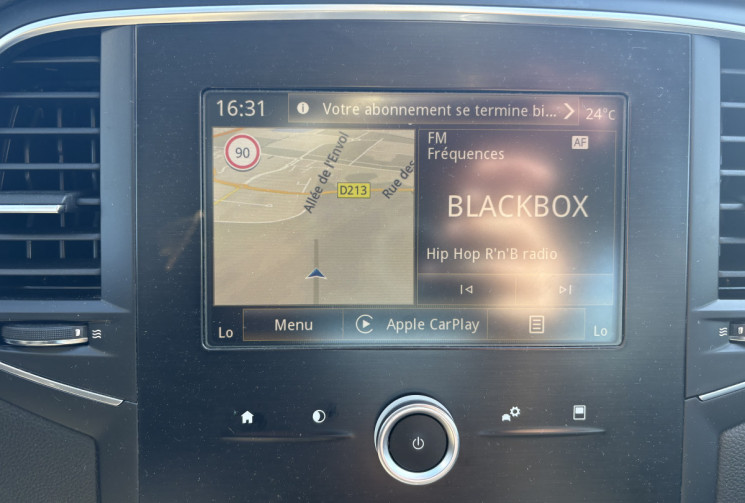 16:31
Votre abonnement se termine bi...
24°C
90
Allée de l'Envol
D213
Rue des
FM
Fréquences
AF
BLACKBOX
Hip Hop R'n'B radio
Lo
Menu
Apple CarPlay
Lo